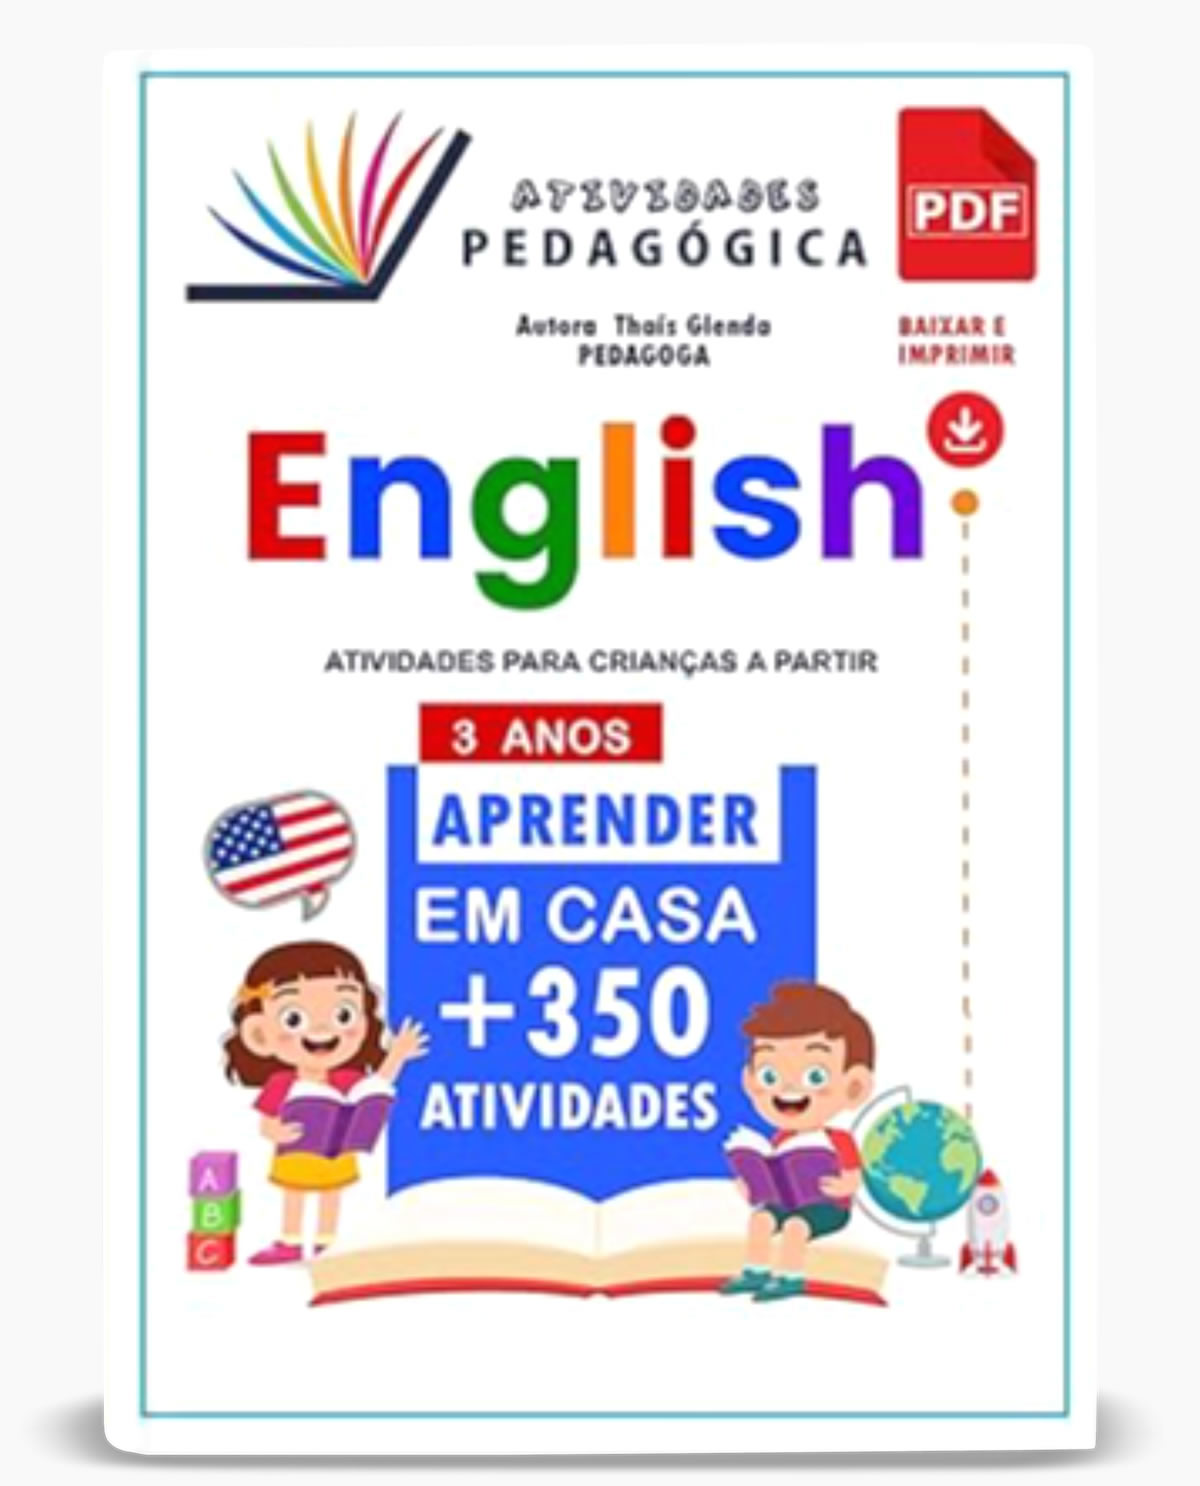 ATIVIDADES
PEDAGÓGICA
PDF
Autora Thaís Glenda
PEDAGOGA
BAIXAR E
IMPRIMIR
English
ATIVIDADES PARA CRIANÇAS A PARTIR
3 ANOS
APRENDER
EM CASA
+350
ATIVIDADES
A
B
C